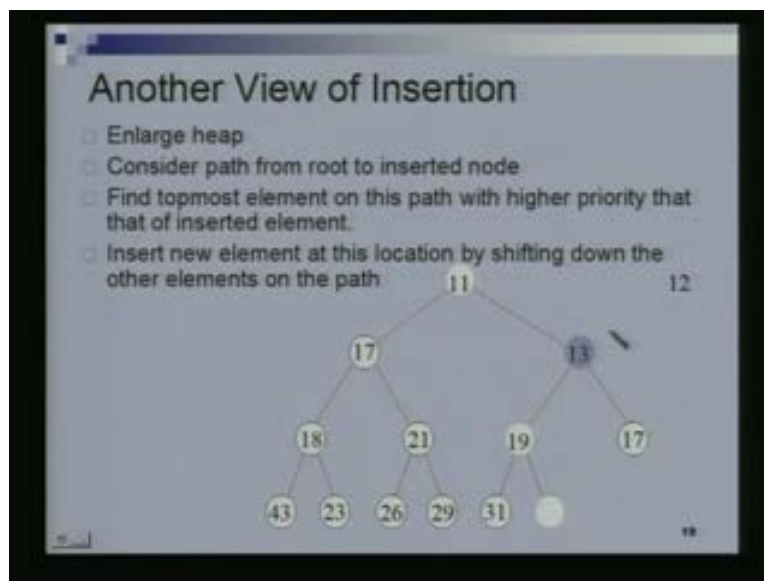 Another View of Insertion
Enlarge heap
Consider path from root to inserted node
Find topmost element on this path with higher priority that
that of inserted element.
Insert new element at this location by shifting down the
other elements on the path
11
12
17
13
18
21
19
17
43
23
26
29
31